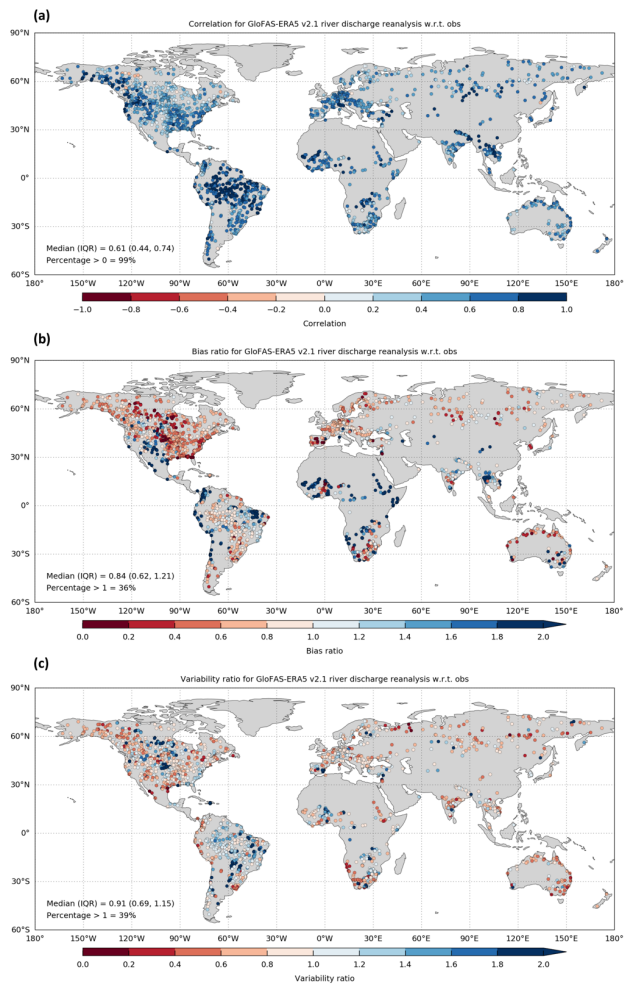 (a)
Correlation for GloFAS-ERA5 v2.1 river discharge reanalysis w.r.t. obs
90°N
60°N
30°N
0°
30°S
60°S
Median (IQR) = 0.61 (0.44, 0.74)
Percentage > 0 = 99%
180° 150°W 120°W 90°W 60°W 30°W 0°W 30°E 60°E 90°E 120°E 150°E 180°
−1.0 −0.8 −0.6 −0.4 −0.2 0.0 0.2 0.4 0.6 0.8 1.0
Correlation
(b)
Bias ratio for GloFAS-ERA5 v2.1 river discharge reanalysis w.r.t. obs
90°N
60°N
30°N
0°
30°S
60°S
Median (IQR) = 0.84 (0.62, 1.21)
Percentage > 1 = 36%
180° 150°W 120°W 90°W 60°W 30°W 0°W 30°E 60°E 90°E 120°E 150°E 180°
0.0 0.2 0.4 0.6 0.8 1.0 1.2 1.4 1.6 1.8 2.0
Bias ratio
(c)
Variability ratio for GloFAS-ERA5 v2.1 river discharge reanalysis w.r.t. obs
90°N
60°N
30°N
0°
30°S
60°S
Median (IQR) = 0.91 (0.69, 1.15)
Percentage > 1 = 39%
180° 150°W 120°W 90°W 60°W 30°W 0°W 30°E 60°E 90°E 120°E 150°E 180°
0.0 0.2 0.4 0.6 0.8 1.0 1.2 1.4 1.6 1.8 2.0
Variability ratio